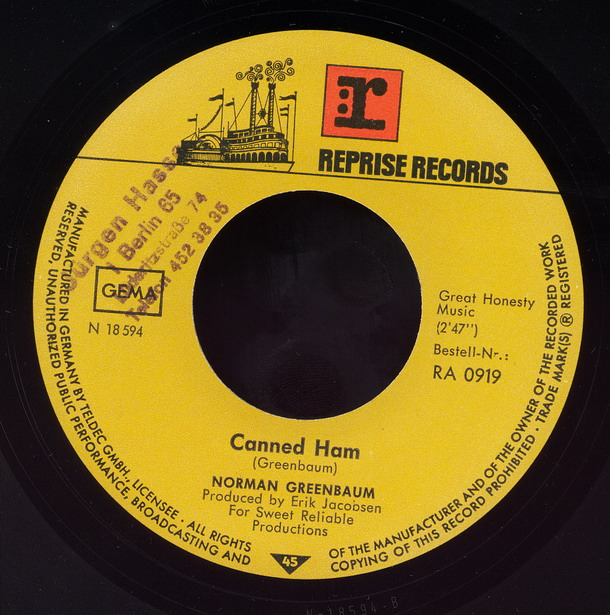 r
REPRISE RECORDS
Jürgen Hass
1 Berlin 65
straße 74
Telefon 452 38 35
GEMA
N 18 594
Great Honesty
Music
(2'47'')
Bestell-Nr.:
RA 0919
Canned Ham
(Greenbaum)
NORMAN GREENBAUM
Produced by Erik Jacobsen
For Sweet Reliable
Productions
45
MANUFACTURED IN GERMANY BY TELDEC GMBH., LICENSEE · ALL RIGHTS
OF THE MANUFACTURER AND OF THE OWNER OF THE RECORDED WORK
RESERVED, UNAUTHORIZED PUBLIC PERFORMANCE, BROADCASTING AND
COPYING OF THIS RECORD PROHIBITED · TRADE MARK(S) ® REGISTERED
N-18594-B